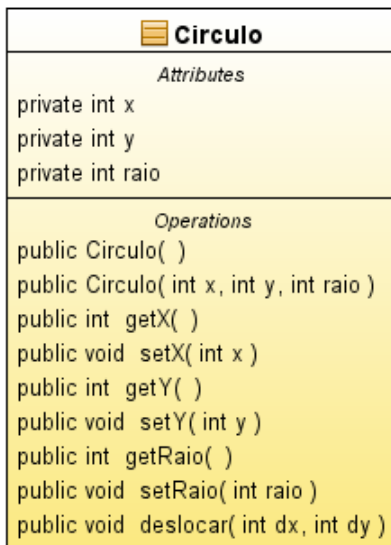 Circulo
Attributes
private int x
private int y
private int raio
Operations
public Circulo( )
public Circulo( int x, int y, int raio )
public int getX( )
public void setX( int x )
public int getY( )
public void setY( int y )
public int getRaio( )
public void setRaio( int raio )
public void deslocar( int dx, int dy )